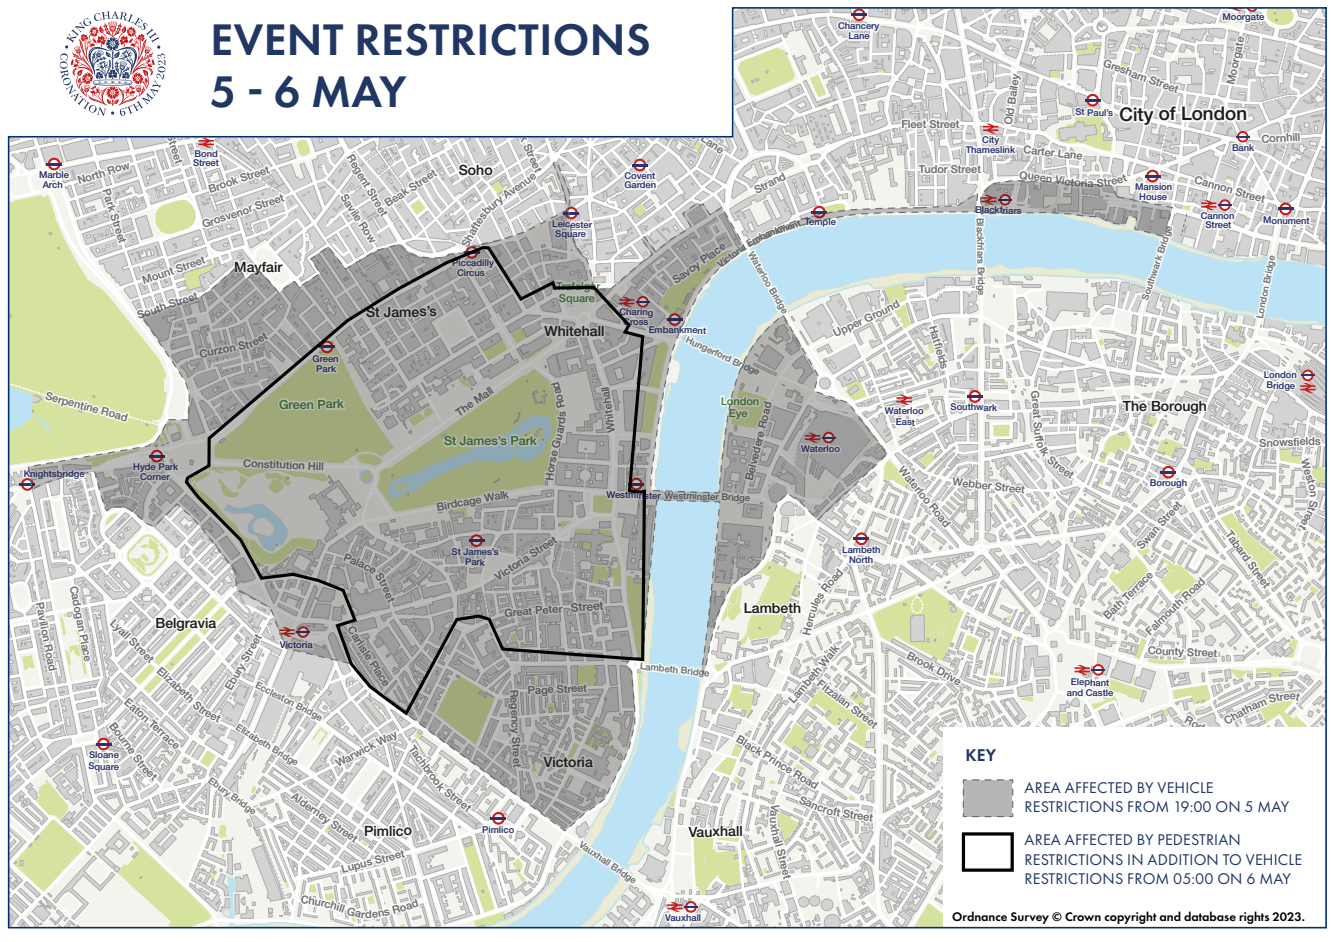 KING CHARLES III • CORONATION • 6TH MAY 2023 •
EVENT RESTRICTIONS
5 - 6 MAY
Chancery
Lane
Moorgate
Moorgate
Gresham Street
Old Bailey
St Paul's
City of London
Fleet Street
City
Thameslink
Carter Lane
Cornhill
Bank
Tudor Street
Queen Victoria Street
Mansion
House
Cannon Street
Cannon
Street
Monument
Blackfriars
Strand
Temple
Victoria Embankment
Savoy Place
Waterloo Bridge
Blackfriars Bridge
Southwark Bridge
London Bridge
Marble
Arch
North Row
Park Street
Bond
Street
Brook Street
Grosvenor Street
Regent Street
Savile Row
Beak Street
Soho
Shaftesbury Avenue
Covent
Garden
Leicester
Square
Mount Street
Mayfair
South Street
Piccadilly
Circus
Trafalgar
Square
Charing
Cross
Embankment
St James's
Whitehall
Curzon Street
Green
Park
Hungerford Bridge
Upper Ground
Hatfields
Serpentine Road
Green Park
The Mall
St James's Park
Horse Guards Road
Whitehall
London
Eye
Belvedere Road
Waterloo
Waterloo
East
Southwark
Great Suffolk Street
The Borough
London
Bridge
Snowsfields
Weston Street
Knightsbridge
Hyde Park
Corner
Constitution Hill
Birdcage Walk
Westminster
Westminster Bridge
Waterloo Road
Webber Street
Borough
Swan Street
Tabard Street
St James's
Park
Victoria Street
Palace Street
Lambeth
North
Great Peter Street
Lambeth
Hercules Road
Bath Terrace
Falmouth Road
Pavilion Road
Cadogan Place
Belgravia
Lyall Street
Elizabeth Street
Ebury Street
Victoria
Carlisle Place
Lambeth Bridge
Lambeth Walk
Fitzalan Street
Brook Drive
County Street
Elephant
and Castle
Chatham Street
Eccleston Bridge
Eaton Terrace
Bourne Street
Sloane
Square
Elizabeth Bridge
Warwick Way
Tachbrook Street
Page Street
Regency Street
Victoria
Black Prince Road
Sancroft Street
Ebury Bridge
Alderney Street
Pimlico
Pimlico
Lupus Street
Churchill Gardens Road
Vauxhall Bridge
Vauxhall
Vauxhall Street
Vauxhall
KEY
AREA AFFECTED BY VEHICLE
RESTRICTIONS FROM 19:00 ON 5 MAY
AREA AFFECTED BY PEDESTRIAN
RESTRICTIONS IN ADDITION TO VEHICLE
RESTRICTIONS FROM 05:00 ON 6 MAY
Ordnance Survey © Crown copyright and database rights 2023.